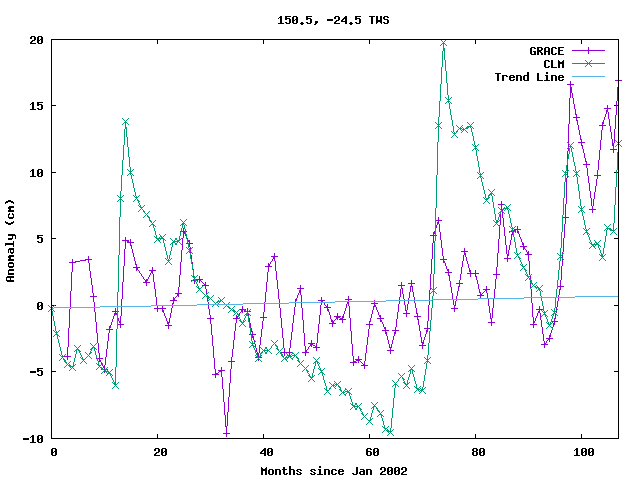 150.5, -24.5 TWS
GRACE
CLM
Trend Line
20
15
10
5
0
-5
-10
Anomaly (cm)
0 20 40 60 80 100
Months since Jan 2002